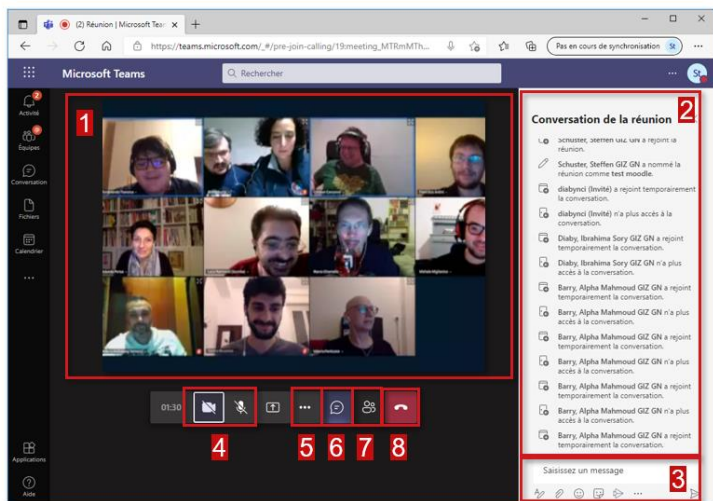 (2) Réunion | Microsoft Tear
https://teams.microsoft.com/_#/pre-join-calling/19:meeting_MTRmMTh...
Pas en cours de synchronisation
St
Microsoft Teams
Rechercher
St
2
Activité
Équipes
Conversation
Fichiers
Calendrier
Applications
Aide
1
01:30
4
5
6
7
8
2
Conversation de la réunion
Schuster, Steffen GIZ GN a rejoint la
réunion.
Schuster, Steffen GIZ GN a nommé la
réunion comme test moodle.
diabynci (Invité) a rejoint temporairement
la conversation.
diabynci (Invité) n'a plus accès à la
conversation.
Diaby, Ibrahima Sory GIZ GN a rejoint
temporairement la conversation.
Diaby, Ibrahima Sory GIZ GN n'a plus
accès à la conversation.
Barry, Alpha Mahmoud GIZ GN a rejoint
temporairement la conversation.
Barry, Alpha Mahmoud GIZ GN n'a plus
accès à la conversation.
Barry, Alpha Mahmoud GIZ GN a rejoint
temporairement la conversation.
Barry, Alpha Mahmoud GIZ GN n'a plus
accès à la conversation.
Barry, Alpha Mahmoud GIZ GN a rejoint
temporairement la conversation.
Barry, Alpha Mahmoud GIZ GN n'a plus
accès à la conversation.
Barry, Alpha Mahmoud GIZ GN a rejoint
temporairement la conversation.
Saisissez un message
3